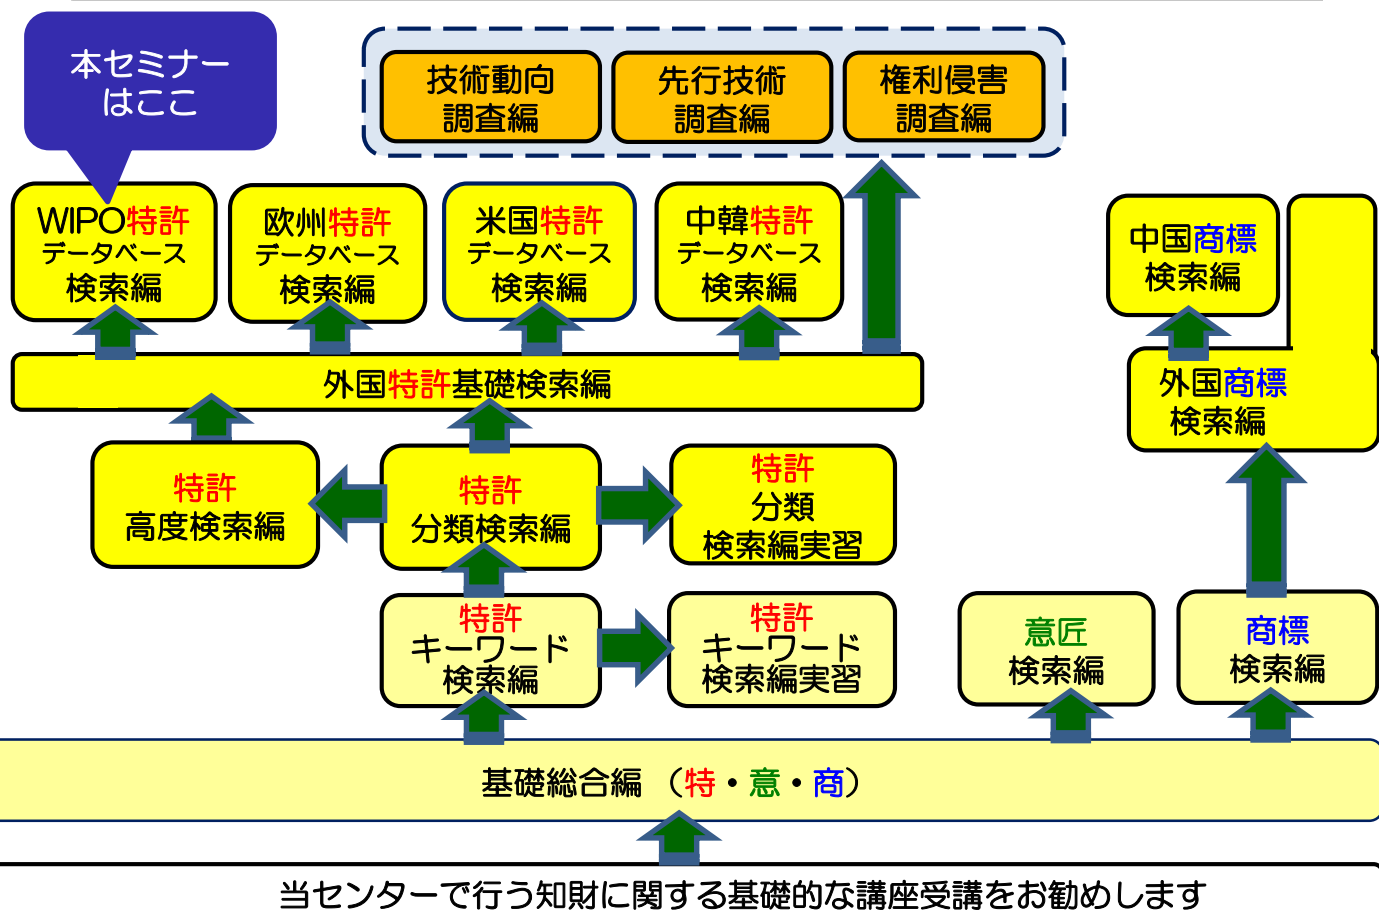 本セミナー
はここ
技術動向
調査編
先行技術
調査編
権利侵害
調査編
WIPO特許
データベース
検索編
欧州特許
データベース
検索編
米国特許
データベース
検索編
中韓特許
データベース
検索編
中国商標
検索編
外国特許基礎検索編
外国商標
検索編
特許
高度検索編
特許
分類検索編
特許
分類
検索編実習
特許
キーワード
検索編
特許
キーワード
検索編実習
意匠
検索編
商標
検索編
基礎総合編（特・意・商）
当センターで行う知財に関する基礎的な講座受講をお勧めします